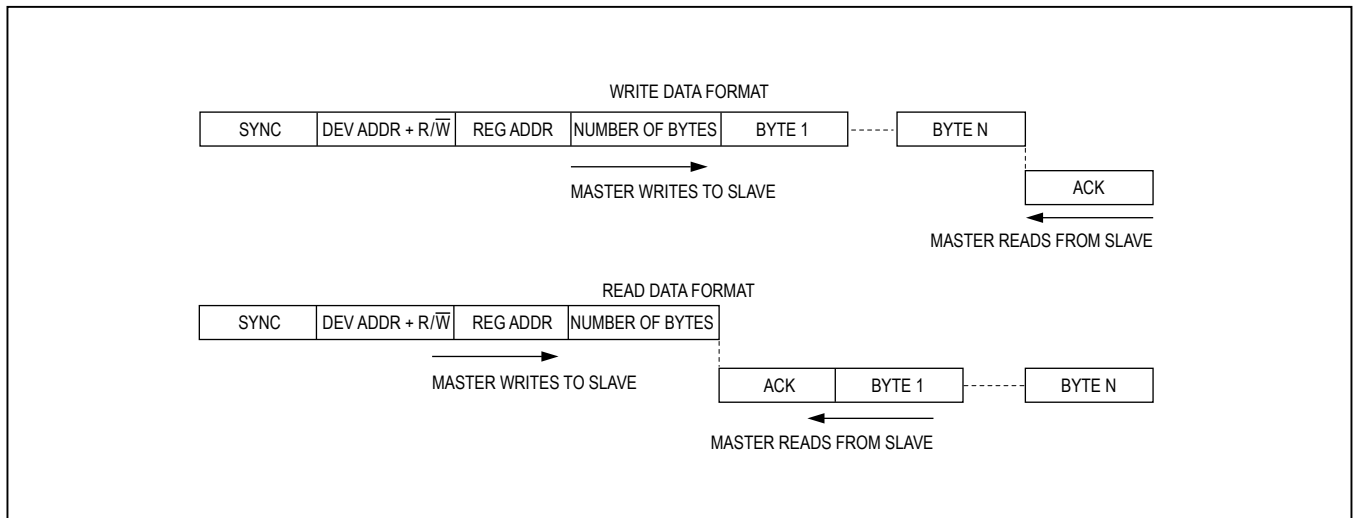 WRITE DATA FORMAT
SYNC DEV ADDR + R/W̅ REG ADDR NUMBER OF BYTES BYTE 1 BYTE N
MASTER WRITES TO SLAVE
ACK
MASTER READS FROM SLAVE
READ DATA FORMAT
SYNC DEV ADDR + R/W̅ REG ADDR NUMBER OF BYTES
MASTER WRITES TO SLAVE
ACK BYTE 1 BYTE N
MASTER READS FROM SLAVE